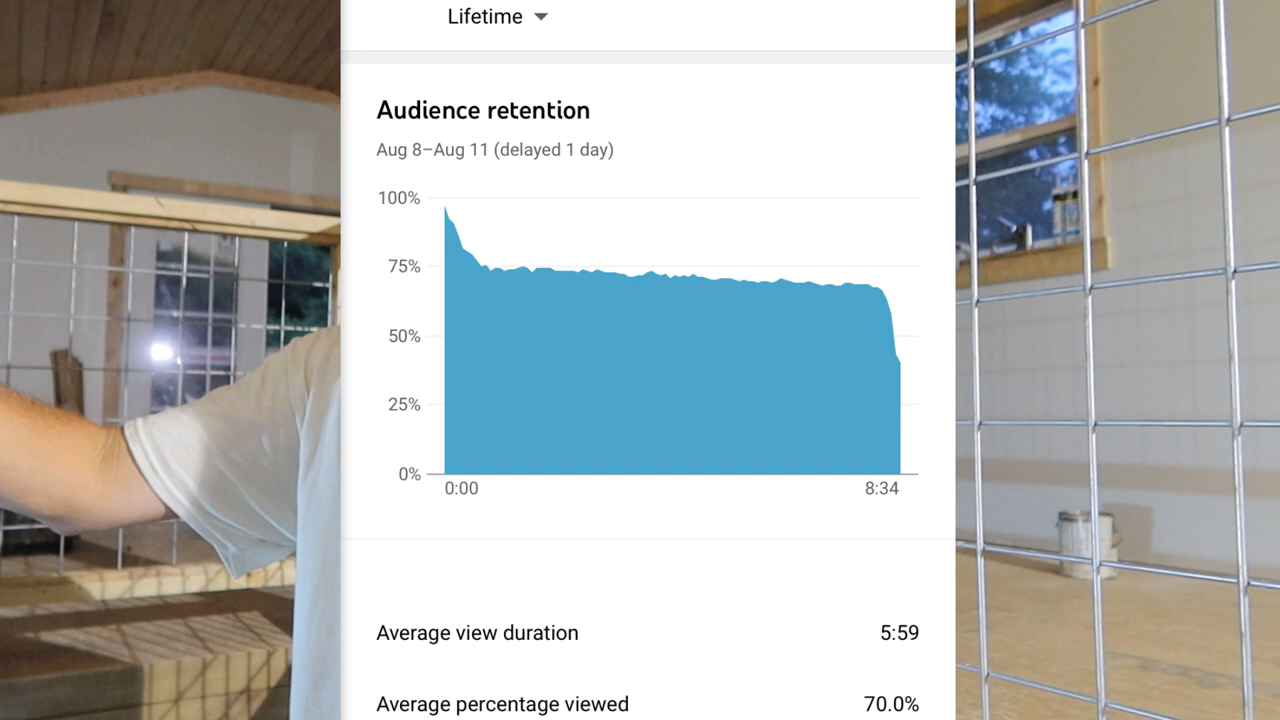 Lifetime
Audience retention
Aug 8–Aug 11 (delayed 1 day)
100%
75%
50%
25%
0%
0:00 8:34
Average view duration 5:59
Average percentage viewed 70.0%